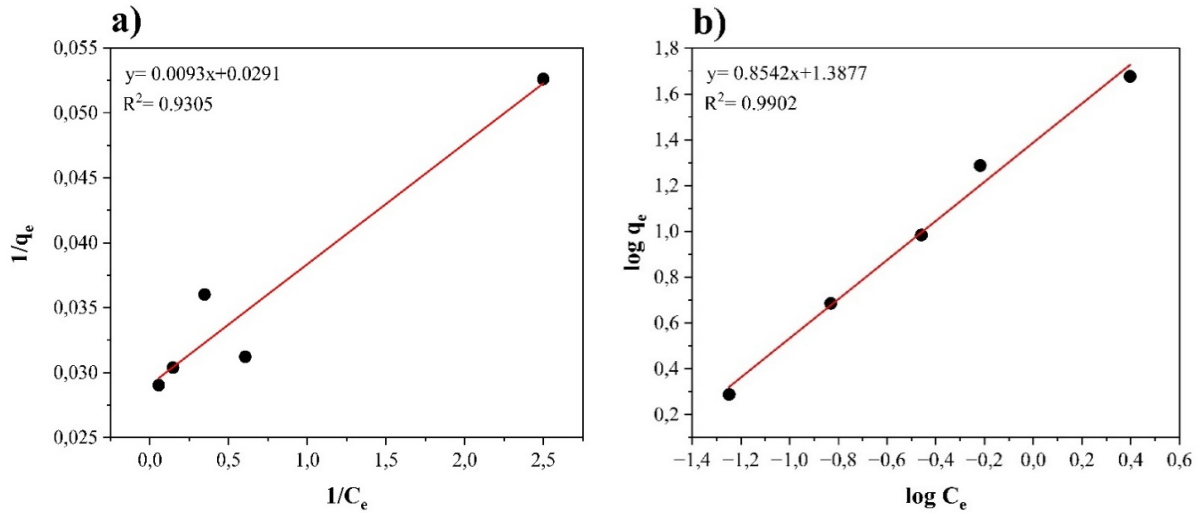 a)
y= 0.0093x+0.0291
R²= 0.9305
0,055
0,050
0,045
0,040
0,035
0,030
0,025
1/qₑ
0,0 0,5 1,0 1,5 2,0 2,5
1/Cₑ
b)
y= 0.8542x+1.3877
R²= 0.9902
1,8
1,6
1,4
1,2
1,0
0,8
0,6
0,4
0,2
log qₑ
−1,4 −1,2 −1,0 −0,8 −0,6 −0,4 −0,2 0,0 0,2 0,4 0,6
log Cₑ